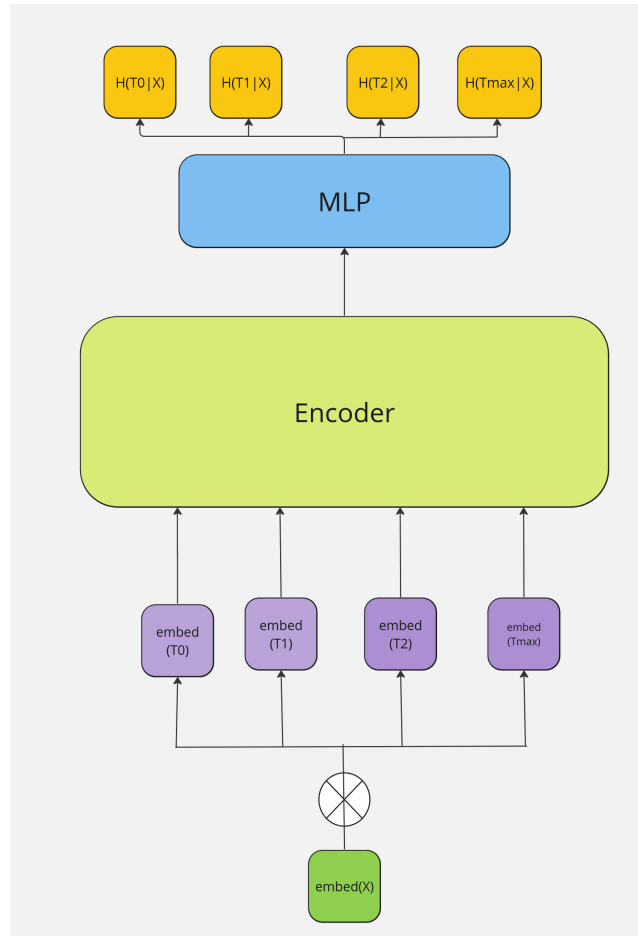 H(T0|X)
H(T1|X)
H(T2|X)
H(Tmax|X)
MLP
Encoder
embed
(T0)
embed
(T1)
embed
(T2)
embed
(Tmax)
embed(X)